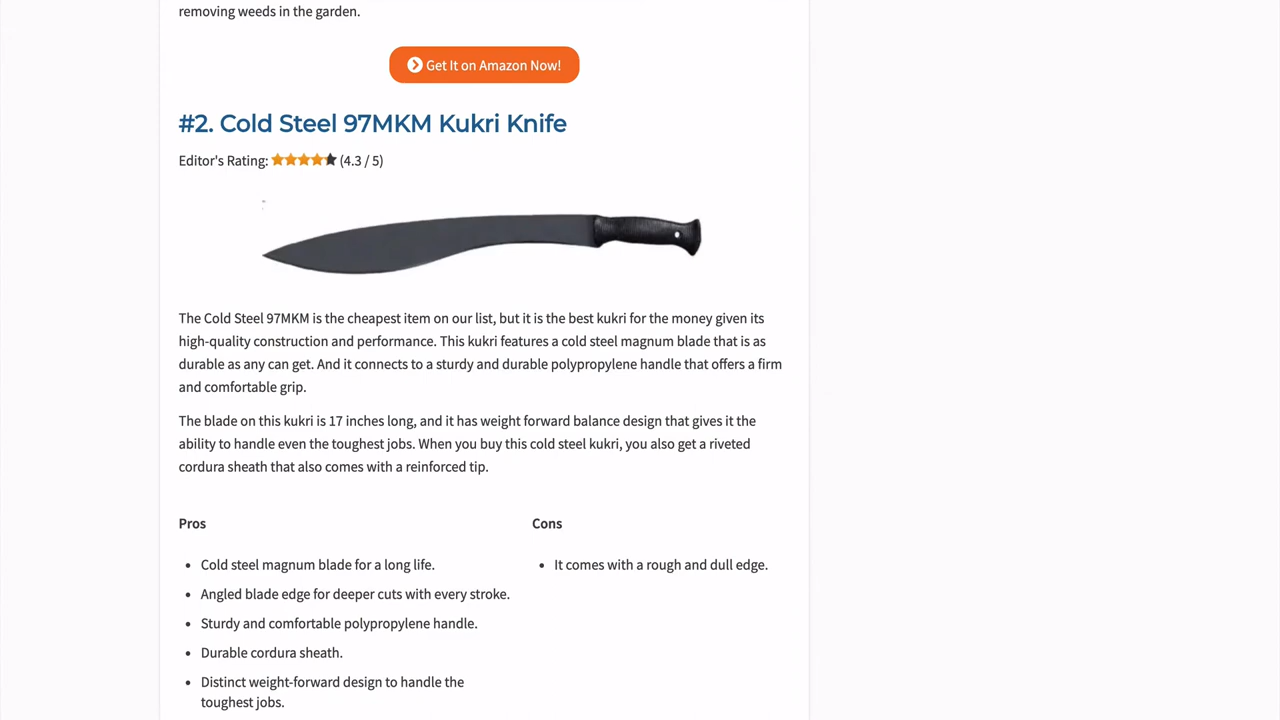 removing weeds in the garden.
Get It on Amazon Now!
#2. Cold Steel 97MKM Kukri Knife
Editor's Rating: (4.3 / 5)
The Cold Steel 97MKM is the cheapest item on our list, but it is the best kukri for the money given its
high-quality construction and performance. This kukri features a cold steel magnum blade that is as
durable as any can get. And it connects to a sturdy and durable polypropylene handle that offers a firm
and comfortable grip.
The blade on this kukri is 17 inches long, and it has weight forward balance design that gives it the
ability to handle even the toughest jobs. When you buy this cold steel kukri, you also get a riveted
cordura sheath that also comes with a reinforced tip.
Pros
Cold steel magnum blade for a long life.
Angled blade edge for deeper cuts with every stroke.
Sturdy and comfortable polypropylene handle.
Durable cordura sheath.
Distinct weight-forward design to handle the
toughest jobs.
Cons
It comes with a rough and dull edge.